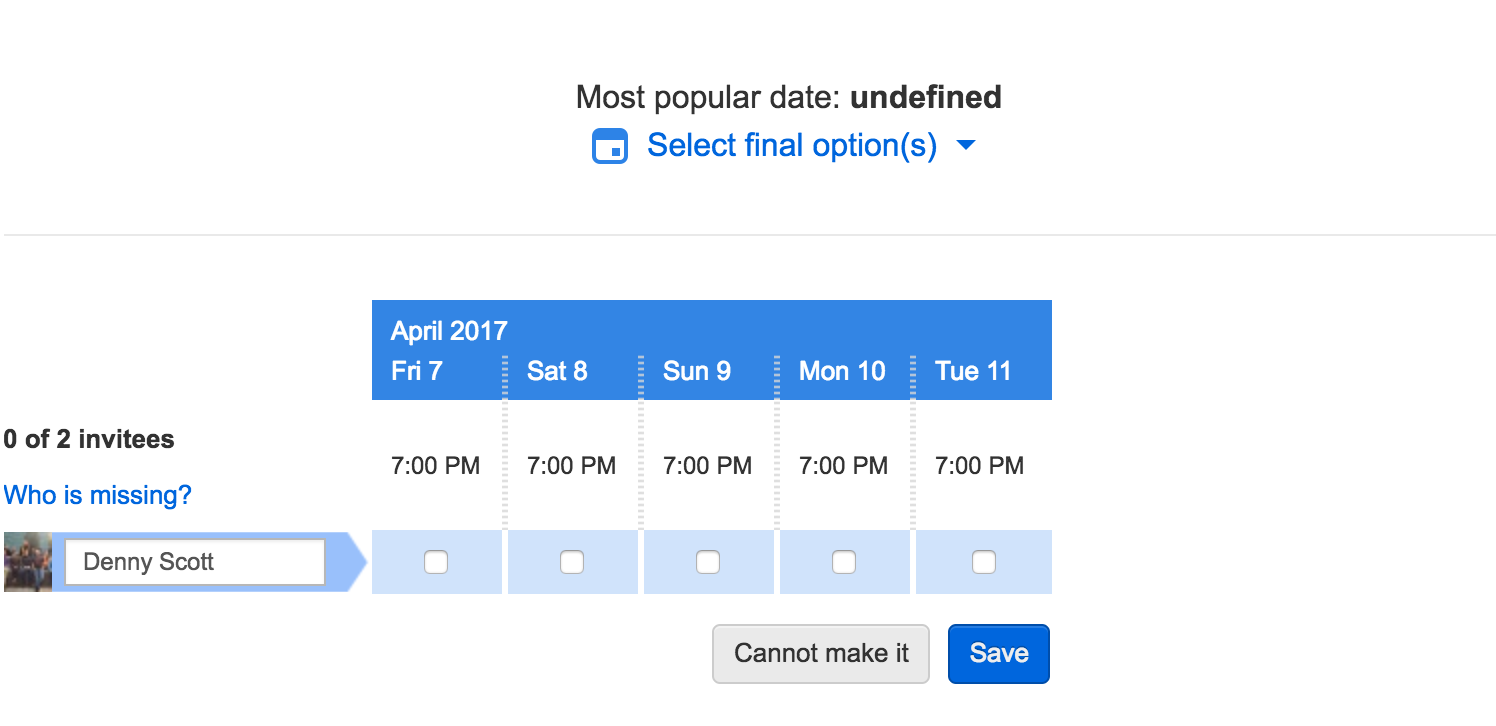 Most popular date: undefined
Select final option(s)
April 2017
Fri 7 Sat 8 Sun 9 Mon 10 Tue 11
0 of 2 invitees
7:00 PM 7:00 PM 7:00 PM 7:00 PM 7:00 PM
Who is missing?
Denny Scott
Cannot make it Save